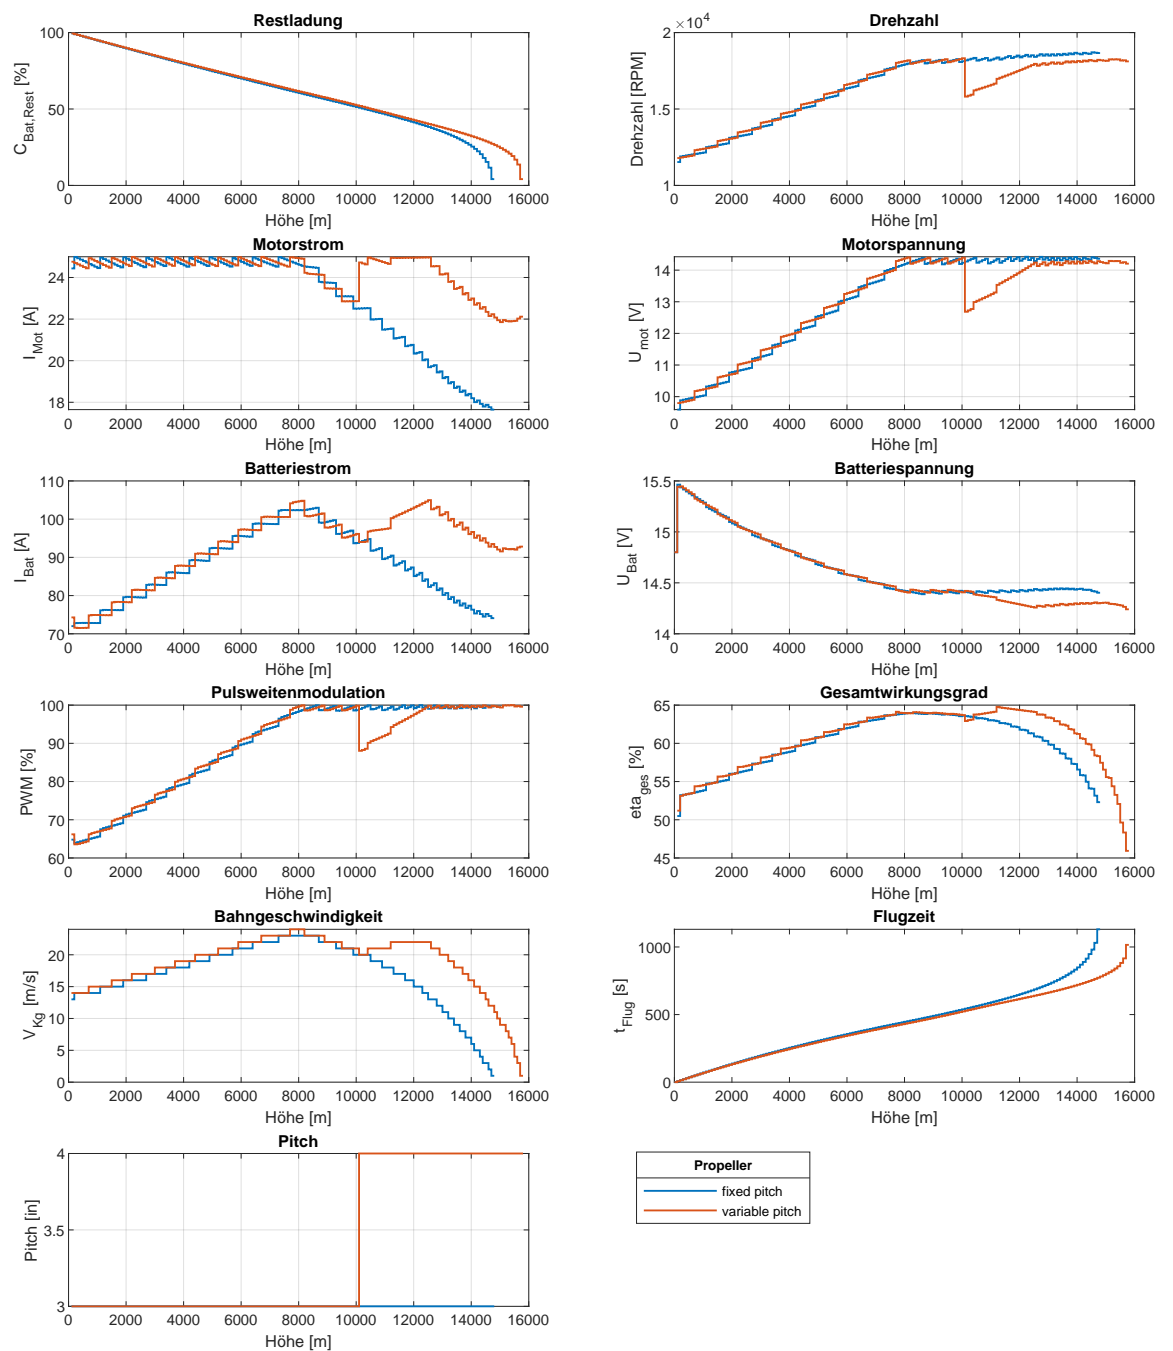 Restladung
100
50
0
C_Bat,Rest [%]
0 2000 4000 6000 8000 10000 12000 14000 16000
Höhe [m]
Drehzahl
×10^4
2
1.5
1
Drehzahl [RPM]
0 2000 4000 6000 8000 10000 12000 14000 16000
Höhe [m]
Motorstrom
24
22
20
18
I_Mot [A]
0 2000 4000 6000 8000 10000 12000 14000 16000
Höhe [m]
Motorspannung
14
13
12
11
10
U_mot [V]
0 2000 4000 6000 8000 10000 12000 14000 16000
Höhe [m]
Batteriestrom
110
100
90
80
70
I_Bat [A]
0 2000 4000 6000 8000 10000 12000 14000 16000
Höhe [m]
Batteriespannung
15.5
15
14.5
14
U_Bat [V]
0 2000 4000 6000 8000 10000 12000 14000 16000
Höhe [m]
Pulsweitenmodulation
100
90
80
70
60
PWM [%]
0 2000 4000 6000 8000 10000 12000 14000 16000
Höhe [m]
Gesamtwirkungsgrad
65
60
55
50
45
eta_ges [%]
0 2000 4000 6000 8000 10000 12000 14000 16000
Höhe [m]
Bahngeschwindigkeit
20
15
10
5
0
V_Kg [m/s]
0 2000 4000 6000 8000 10000 12000 14000 16000
Höhe [m]
Flugzeit
1000
500
0
t_Flug [s]
0 2000 4000 6000 8000 10000 12000 14000 16000
Höhe [m]
Pitch
4
3.5
3
Pitch [in]
0 2000 4000 6000 8000 10000 12000 14000 16000
Höhe [m]
Propeller
fixed pitch
variable pitch